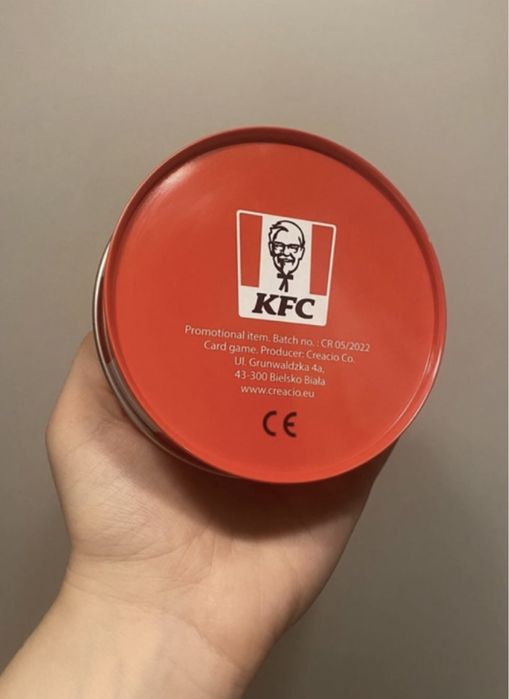 KFC
Promotional item. Batch no. : CR 05/2022
Card game. Producer: Creacio Co.
Ul. Grunwaldzka 4a,
43-300 Bielsko Biała
www.creacio.eu
CE